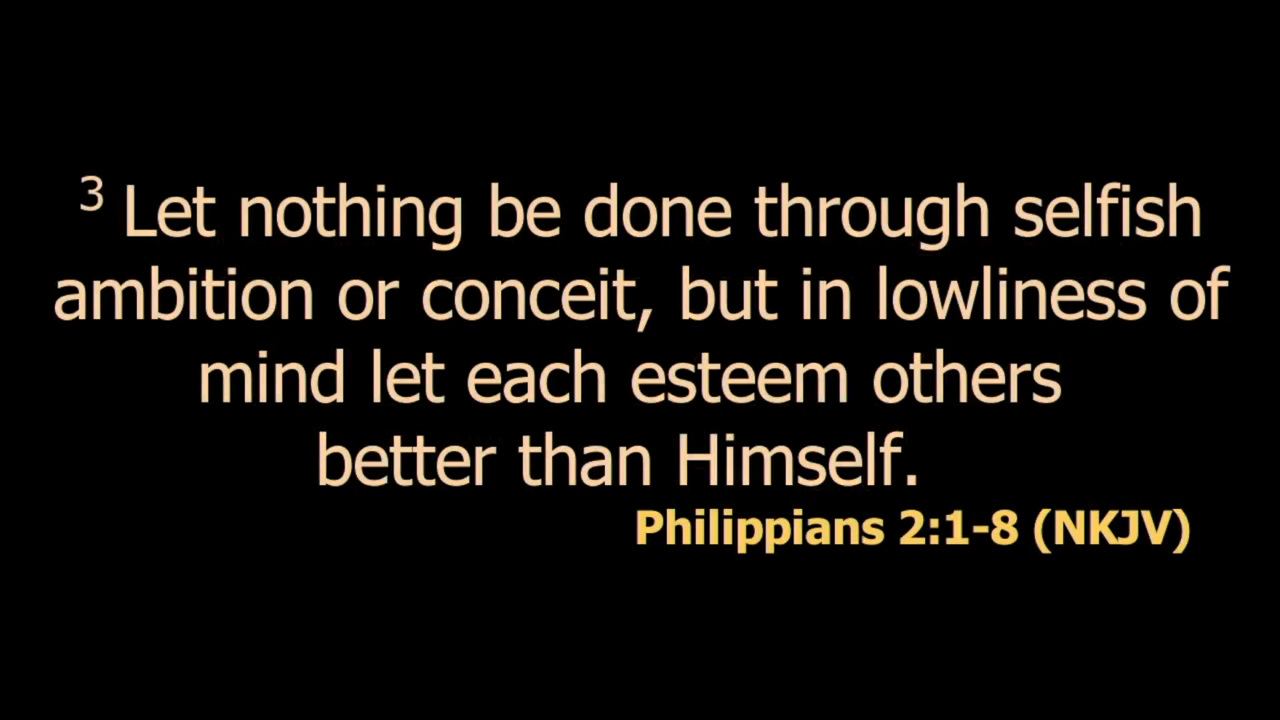 ³ Let nothing be done through selfish
ambition or conceit, but in lowliness of
mind let each esteem others
better than Himself.
Philippians 2:1-8 (NKJV)